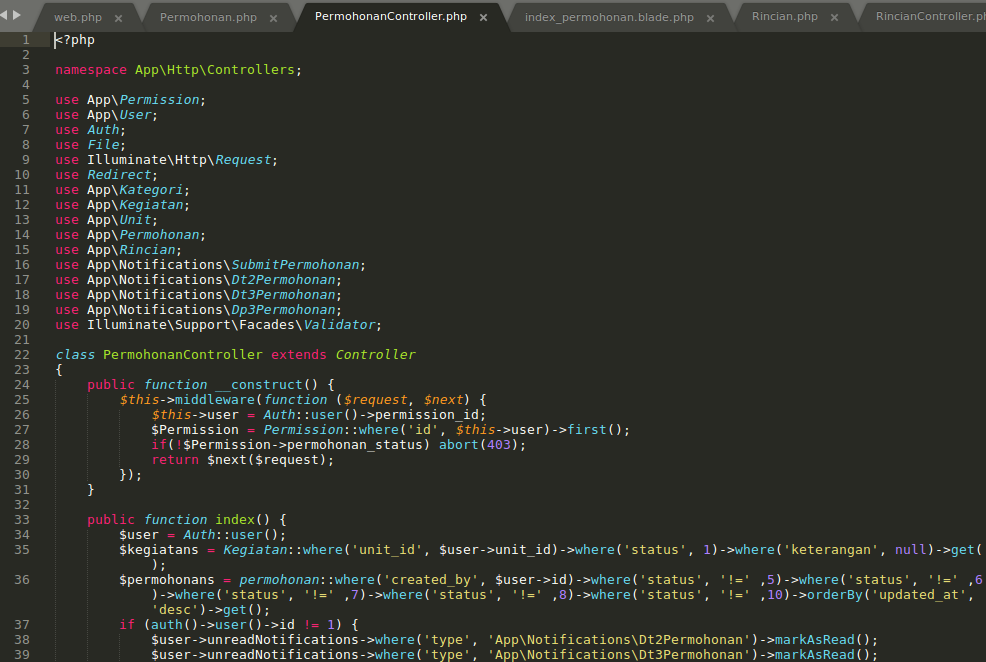 web.php × Permohonan.php × PermohonanController.php × index_permohonan.blade.php × Rincian.php × RincianController.ph
1 <?php
2
3 namespace App\Http\Controllers;
4
5 use App\Permission;
6 use App\User;
7 use Auth;
8 use File;
9 use Illuminate\Http\Request;
10 use Redirect;
11 use App\Kategori;
12 use App\Kegiatan;
13 use App\Unit;
14 use App\Permohonan;
15 use App\Rincian;
16 use App\Notifications\SubmitPermohonan;
17 use App\Notifications\Dt2Permohonan;
18 use App\Notifications\Dt3Permohonan;
19 use App\Notifications\Dp3Permohonan;
20 use Illuminate\Support\Facades\Validator;
21
22 class PermohonanController extends Controller
23 {
24     public function __construct() {
25         $this->middleware(function ($request, $next) {
26             $this->user = Auth::user()->permission_id;
27             $Permission = Permission::where('id', $this->user)->first();
28             if(!$Permission->permohonan_status) abort(403);
29             return $next($request);
30         });
31     }
32
33     public function index() {
34         $user = Auth::user();
35         $kegiatans = Kegiatan::where('unit_id', $user->unit_id)->where('status', 1)->where('keterangan', null)->get(
);
36         $permohonans = permohonan::where('created_by', $user->id)->where('status', '!=' ,5)->where('status', '!=' ,6
)->where('status', '!=' ,7)->where('status', '!=' ,8)->where('status', '!=' ,10)->orderBy('updated_at',
'desc')->get();
37         if (auth()->user()->id != 1) {
38             $user->unreadNotifications->where('type', 'App\Notifications\Dt2Permohonan')->markAsRead();
39             $user->unreadNotifications->where('type', 'App\Notifications\Dt3Permohonan')->markAsRead();